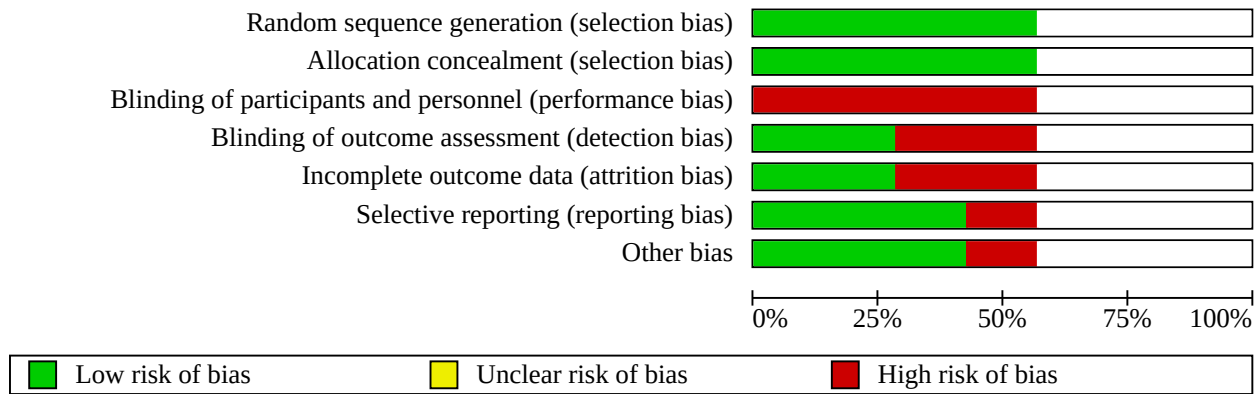 Random sequence generation (selection bias)
Allocation concealment (selection bias)
Blinding of participants and personnel (performance bias)
Blinding of outcome assessment (detection bias)
Incomplete outcome data (attrition bias)
Selective reporting (reporting bias)
Other bias
0% 25% 50% 75% 100%
Low risk of bias Unclear risk of bias High risk of bias